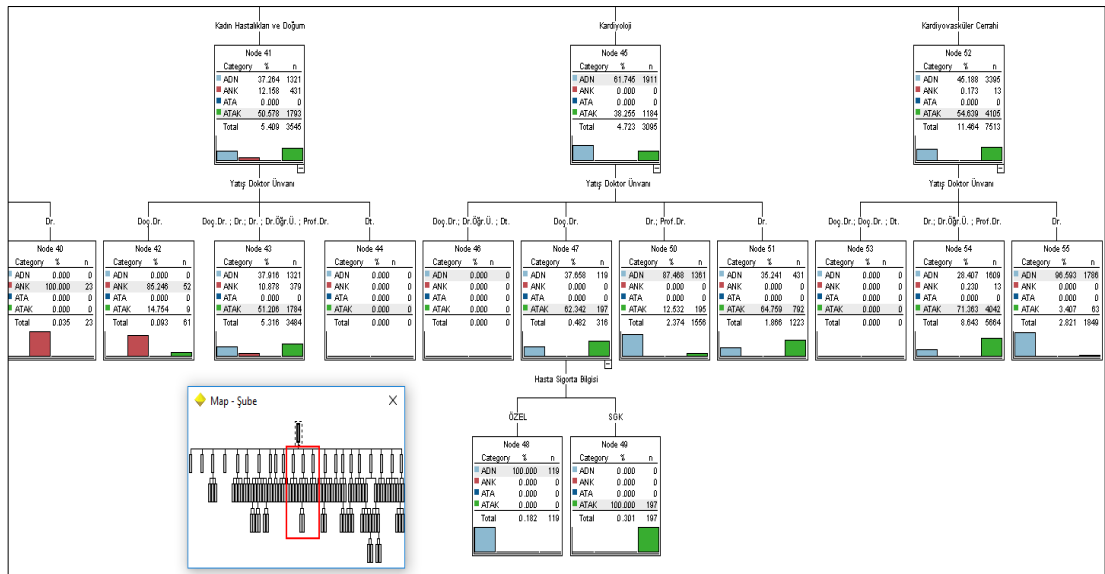 Kadın Hastalıkları ve Doğum
Node 41
Category % n
ADN 37.264 1321
ANK 12.158 431
ATA 0.000 0
ATAK 50.578 1793
Total 5.409 3545
Kardiyoloji
Node 45
Category % n
ADN 61.745 1911
ANK 0.000 0
ATA 0.000 0
ATAK 38.255 1184
Total 4.723 3095
Kardiyovasküler Cerrahi
Node 52
Category % n
ADN 45.188 3395
ANK 0.173 13
ATA 0.000 0
ATAK 54.639 4105
Total 11.464 7513
Yatış Doktor Ünvanı
Yatış Doktor Ünvanı
Yatış Doktor Ünvanı
Dr.
Node 40
Category % n
ADN 0.000 0
ANK 100.000 23
ATA 0.000 0
ATAK 0.000 0
Total 0.035 23
Doç.Dr.
Node 42
Category % n
ADN 0.000 0
ANK 85.246 52
ATA 0.000 0
ATAK 14.754 9
Total 0.093 61
Doç.Dr. ; Dr.; Dr. ; Dr.Öğr.Ü. ; Prof.Dr.
Node 43
Category % n
ADN 37.916 1321
ANK 10.878 379
ATA 0.000 0
ATAK 51.206 1784
Total 5.316 3484
Dt.
Node 44
Category % n
ADN 0.000 0
ANK 0.000 0
ATA 0.000 0
ATAK 0.000 0
Total 0.000 0
Doç.Dr.; Dr.Öğr.Ü. ; Dt.
Node 46
Category % n
ADN 0.000 0
ANK 0.000 0
ATA 0.000 0
ATAK 0.000 0
Total 0.000 0
Doç.Dr.
Node 47
Category % n
ADN 37.658 119
ANK 0.000 0
ATA 0.000 0
ATAK 62.342 197
Total 0.482 316
Dr.; Prof.Dr.
Node 50
Category % n
ADN 87.468 1361
ANK 0.000 0
ATA 0.000 0
ATAK 12.532 195
Total 2.374 1556
Dr.
Node 51
Category % n
ADN 35.241 431
ANK 0.000 0
ATA 0.000 0
ATAK 64.759 792
Total 1.866 1223
Doç.Dr.; Doç.Dr. ; Dt.
Node 53
Category % n
ADN 0.000 0
ANK 0.000 0
ATA 0.000 0
ATAK 0.000 0
Total 0.000 0
Dr.; Dr.Öğr.Ü. ; Prof.Dr.
Node 54
Category % n
ADN 28.407 1609
ANK 0.230 13
ATA 0.000 0
ATAK 71.363 4042
Total 8.643 5664
Dr.
Node 55
Category % n
ADN 96.593 1786
ANK 0.000 0
ATA 0.000 0
ATAK 3.407 63
Total 2.821 1849
Hasta Sigorta Bilgisi
ÖZEL
Node 48
Category % n
ADN 100.000 119
ANK 0.000 0
ATA 0.000 0
ATAK 0.000 0
Total 0.182 119
SGK
Node 49
Category % n
ADN 0.000 0
ANK 0.000 0
ATA 0.000 0
ATAK 100.000 197
Total 0.301 197
Map - Şube